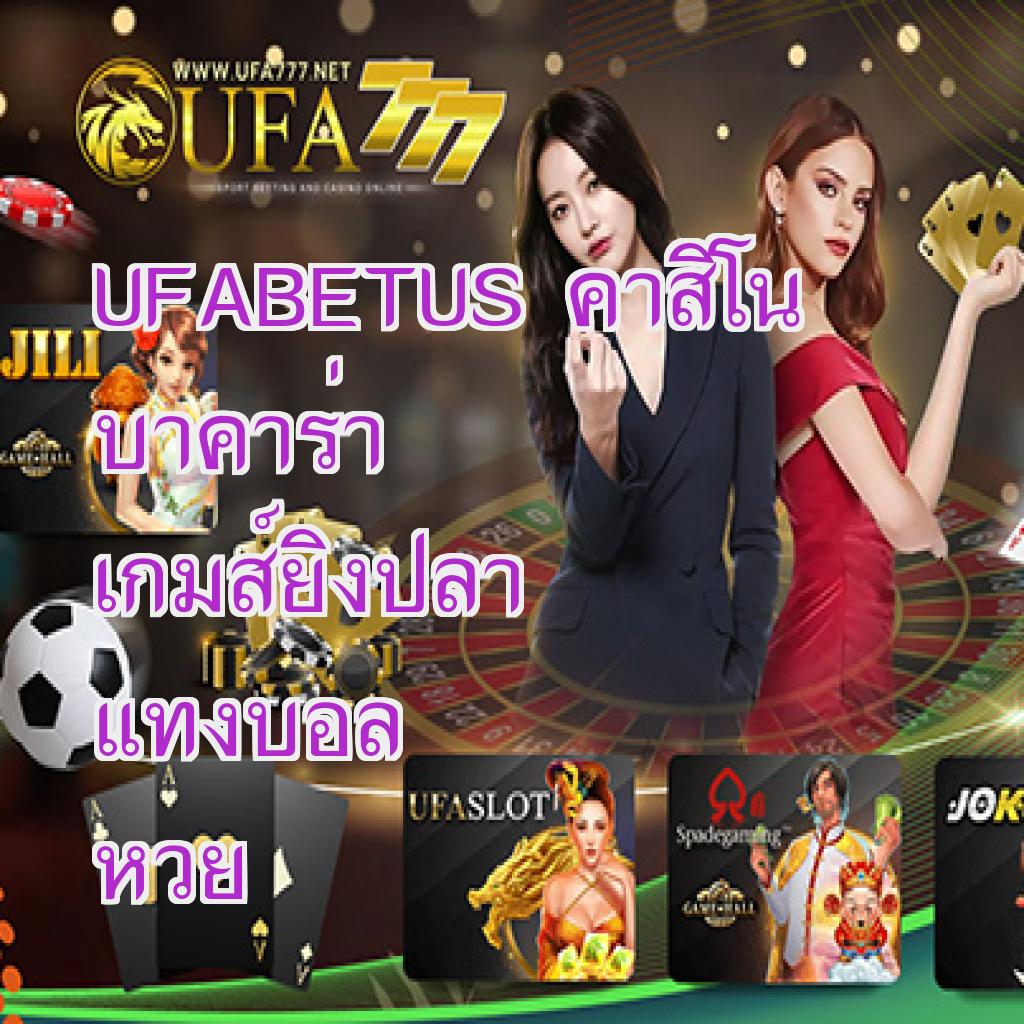 WWW.UFA777.NET
UFA777
SPORT BETTING AND CASINO ONLINE
UFABETUS คาสิโน
JILI
บาคาร่า
GAME HALL
เกมส์ยิงปลา
แทงบอล
UFASLOT
Spadegaming™
GAME HALL
หวย